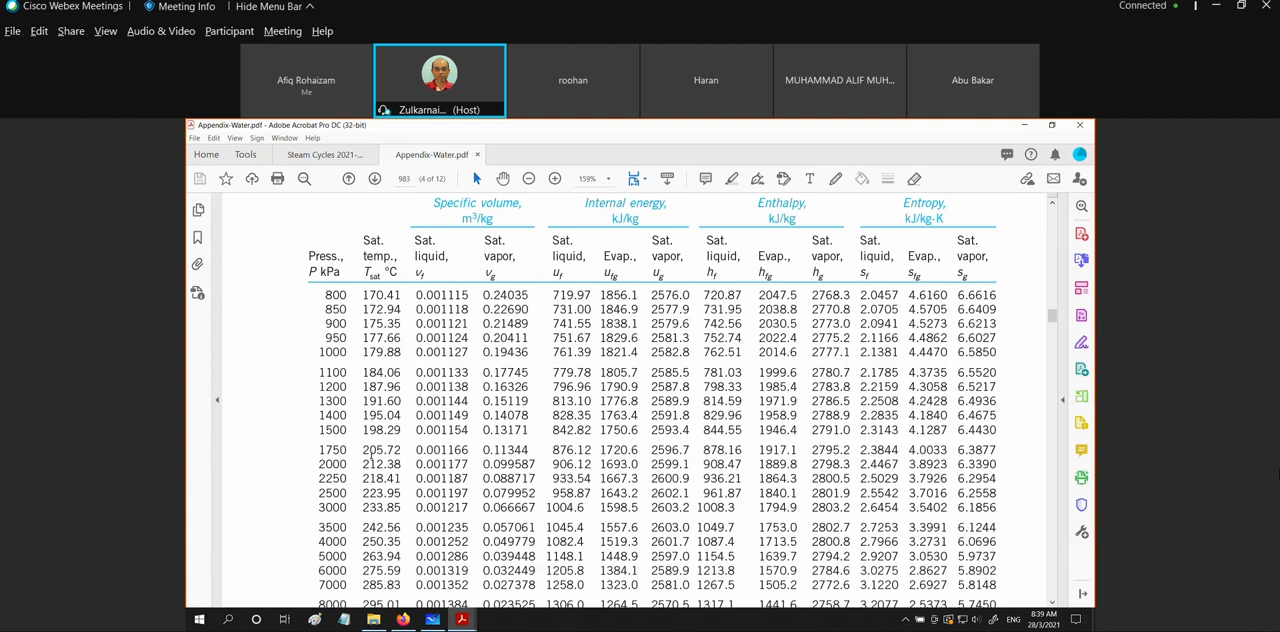 Cisco Webex Meetings | Meeting Info | Hide Menu Bar
Connected
File Edit Share View Audio & Video Participant Meeting Help
Afiq Rohaizam
Me
Zulkarnai... (Host)
roohan
Haran
MUHAMMAD ALIF MUH...
Abu Bakar
Appendix-Water.pdf - Adobe Acrobat Pro DC (32-bit)
File Edit View Sign Window Help
Home Tools Steam Cycles 2021-... Appendix-Water.pdf ×
983 (4 of 12) 159%
Specific volume, Internal energy, Enthalpy, Entropy,
m³/kg kJ/kg kJ/kg kJ/kg·K
Sat. Sat. Sat. Sat. Sat. Sat. Sat. Sat. Sat.
Press., temp., liquid, vapor, liquid, Evap., vapor, liquid, Evap., vapor, liquid, Evap., vapor,
P kPa Tsat °C vf vg uf ufg ug hf hfg hg sf sfg sg
800 170.41 0.001115 0.24035 719.97 1856.1 2576.0 720.87 2047.5 2768.3 2.0457 4.6160 6.6616
850 172.94 0.001118 0.22690 731.00 1846.9 2577.9 731.95 2038.8 2770.8 2.0705 4.5705 6.6409
900 175.35 0.001121 0.21489 741.55 1838.1 2579.6 742.56 2030.5 2773.0 2.0941 4.5273 6.6213
950 177.66 0.001124 0.20411 751.67 1829.6 2581.3 752.74 2022.4 2775.2 2.1166 4.4862 6.6027
1000 179.88 0.001127 0.19436 761.39 1821.4 2582.8 762.51 2014.6 2777.1 2.1381 4.4470 6.5850
1100 184.06 0.001133 0.17745 779.78 1805.7 2585.5 781.03 1999.6 2780.7 2.1785 4.3735 6.5520
1200 187.96 0.001138 0.16326 796.96 1790.9 2587.8 798.33 1985.4 2783.8 2.2159 4.3058 6.5217
1300 191.60 0.001144 0.15119 813.10 1776.8 2589.9 814.59 1971.9 2786.5 2.2508 4.2428 6.4936
1400 195.04 0.001149 0.14078 828.35 1763.4 2591.8 829.96 1958.9 2788.9 2.2835 4.1840 6.4675
1500 198.29 0.001154 0.13171 842.82 1750.6 2593.4 844.55 1946.4 2791.0 2.3143 4.1287 6.4430
1750 205.72 0.001166 0.11344 876.12 1720.6 2596.7 878.16 1917.1 2795.2 2.3844 4.0033 6.3877
2000 212.38 0.001177 0.099587 906.12 1693.0 2599.1 908.47 1889.8 2798.3 2.4467 3.8923 6.3390
2250 218.41 0.001187 0.088717 933.54 1667.3 2600.9 936.21 1864.3 2800.5 2.5029 3.7926 6.2954
2500 223.95 0.001197 0.079952 958.87 1643.2 2602.1 961.87 1840.1 2801.9 2.5542 3.7016 6.2558
3000 233.85 0.001217 0.066667 1004.6 1598.5 2603.2 1008.3 1794.9 2803.2 2.6454 3.5402 6.1856
3500 242.56 0.001235 0.057061 1045.4 1557.6 2603.0 1049.7 1753.0 2802.7 2.7253 3.3991 6.1244
4000 250.35 0.001252 0.049779 1082.4 1519.3 2601.7 1087.4 1713.5 2800.8 2.7966 3.2731 6.0696
5000 263.94 0.001286 0.039448 1148.1 1448.9 2597.0 1154.5 1639.7 2794.2 2.9207 3.0530 5.9737
6000 275.59 0.001319 0.032449 1205.8 1384.1 2589.9 1213.8 1570.9 2784.6 3.0275 2.8627 5.8902
7000 285.83 0.001352 0.027378 1258.0 1323.0 2581.0 1267.5 1505.2 2772.6 3.1220 2.6927 5.8148
8000 295.01 0.001384 0.023525 1306.0 1264.5 2570.5 1317.1 1441.6 2758.7 3.2077 2.5373 5.7450
ENG
8:39 AM
28/3/2021